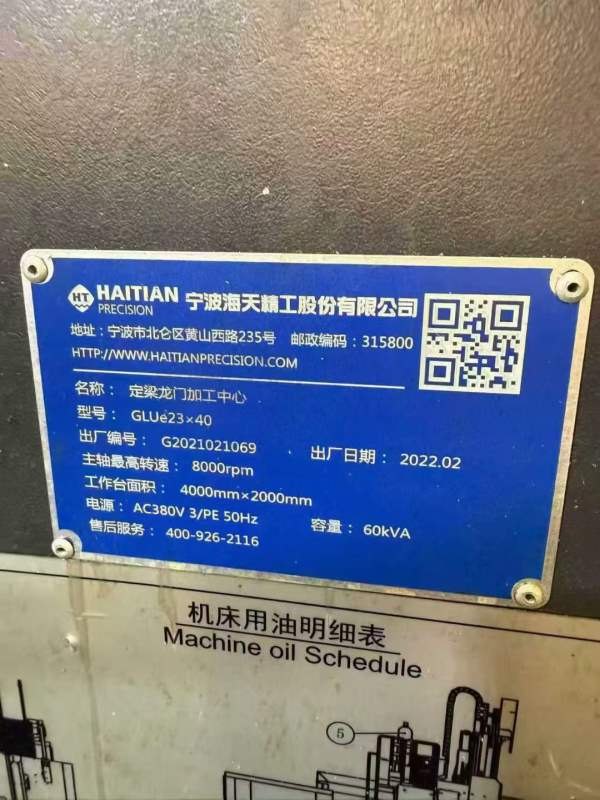 HT HAITIAN PRECISION 宁波海天精工股份有限公司
地址：宁波市北仑区黄山西路235号 邮政编码：315800
HTTP://WWW.HAITIANPRECISION.COM
名称： 定梁龙门加工中心
型号： GLUe23×40
出厂编号： G2021021069 出厂日期： 2022.02
主轴最高转速： 8000rpm
工作台面积： 4000mm×2000mm
电源： AC380V 3/PE 50Hz 容量： 60kVA
售后服务： 400-926-2116
机床用油明细表
Machine oil Schedule
5